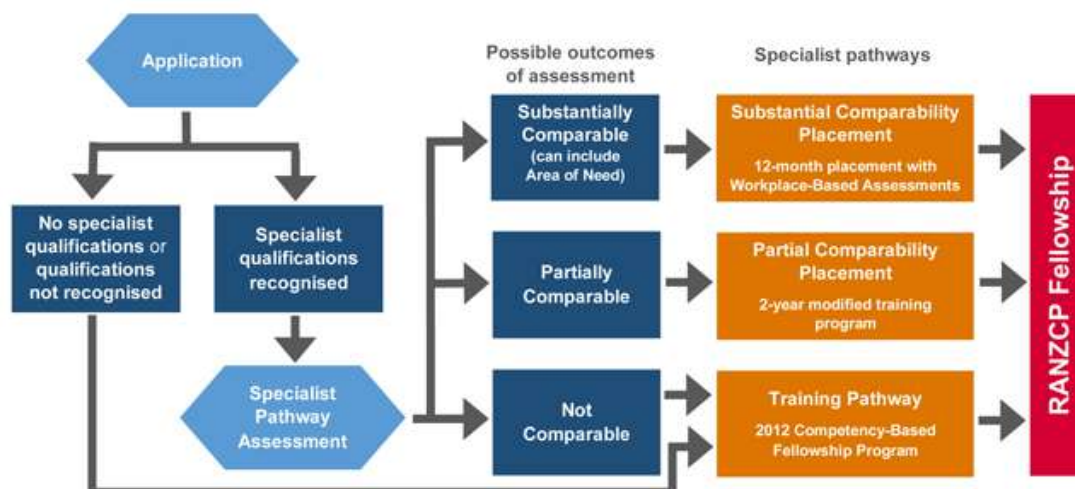 Application
Possible outcomes
of assessment
Specialist pathways
Substantially
Comparable
(can include
Area of Need)
Substantial Comparability
Placement
12-month placement with
Workplace-Based Assessments
No specialist
qualifications or
qualifications
not recognised
Specialist
qualifications
recognised
Partially
Comparable
Partial Comparability
Placement
2-year modified training
program
Specialist
Pathway
Assessment
Not
Comparable
Training Pathway
2012 Competency-Based
Fellowship Program
RANZCP Fellowship